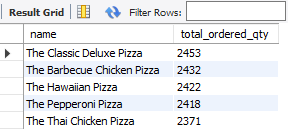 Result Grid Filter Rows:
name total_ordered_qty
The Classic Deluxe Pizza 2453
The Barbecue Chicken Pizza 2432
The Hawaiian Pizza 2422
The Pepperoni Pizza 2418
The Thai Chicken Pizza 2371